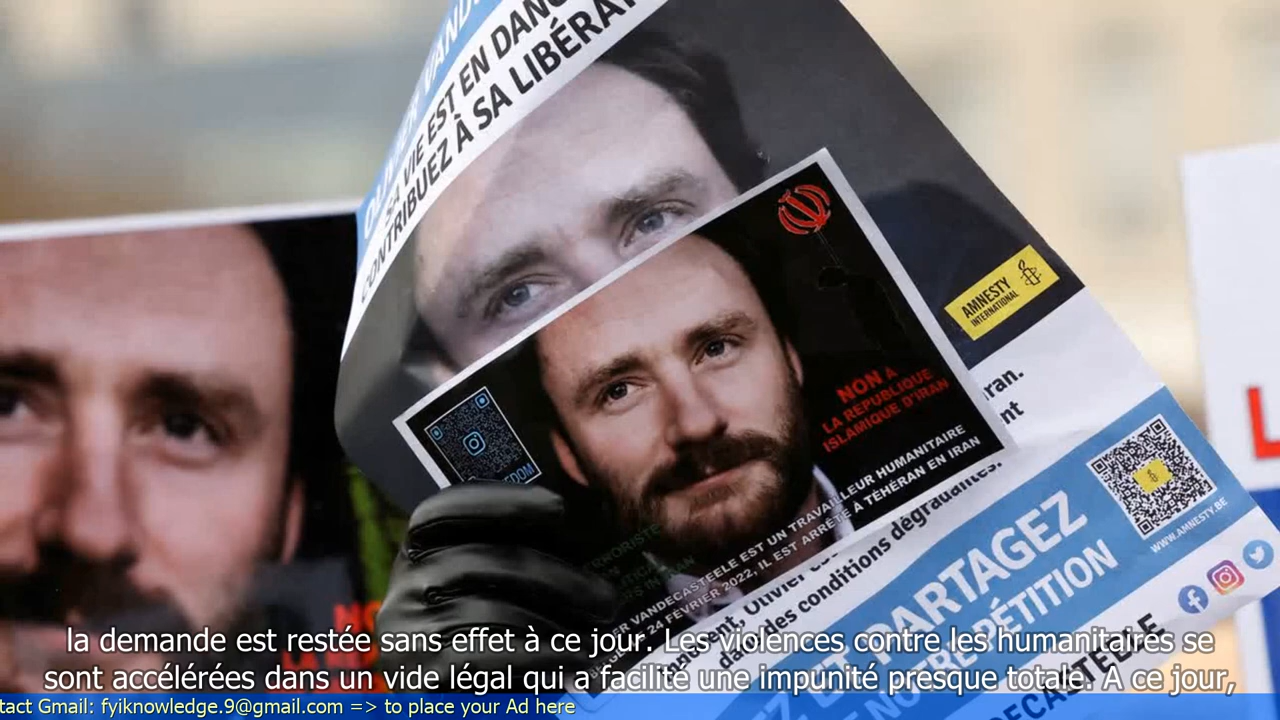 SA VIE EST EN DANG
CONTRIBUEZ À SA LIBÉRA
AMNESTY
INTERNATIONAL
NON À
LA REPUBLIQUE
ISLAMIQUE D'IRAN
VANDECASTEELE EST UN TRAVAILLEUR HUMANITAIRE
24 FÉVRIER 2022, IL EST ARRÊTÉ À TÉHÉRAN EN IRAN
dans des conditions dégradantes.
PARTAGEZ
NOTRE PÉTITION
WWW.AMNESTY.BE
la demande est restée sans effet à ce jour. Les violences contre les humanitaires se
sont accélérées dans un vide légal qui a facilité une impunité presque totale. À ce jour,
tact Gmail: fyiknowledge.9@gmail.com => to place your Ad here